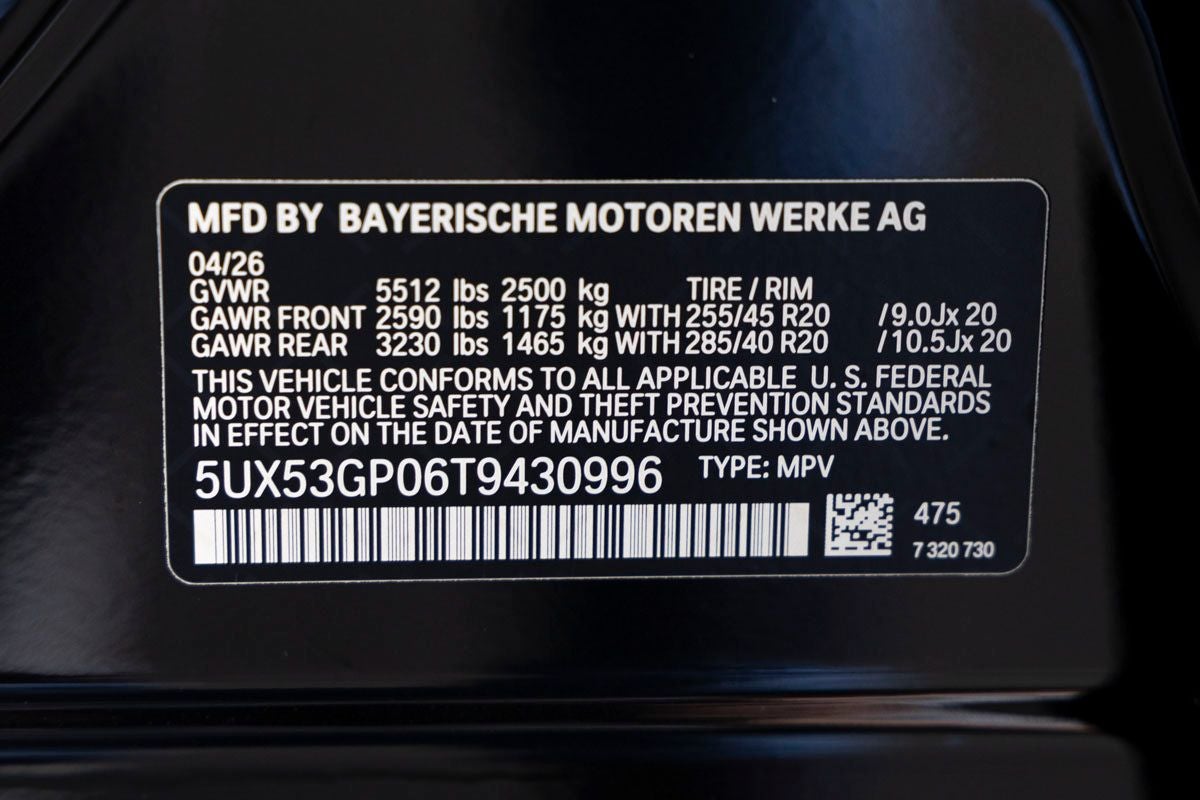 MFD BY BAYERISCHE MOTOREN WERKE AG
04/26
GVWR 5512 lbs 2500 kg TIRE / RIM
GAWR FRONT 2590 lbs 1175 kg WITH 255/45 R20 /9.0Jx 20
GAWR REAR 3230 lbs 1465 kg WITH 285/40 R20 /10.5Jx 20
THIS VEHICLE CONFORMS TO ALL APPLICABLE U. S. FEDERAL
MOTOR VEHICLE SAFETY AND THEFT PREVENTION STANDARDS
IN EFFECT ON THE DATE OF MANUFACTURE SHOWN ABOVE.
5UX53GP06T9430996 TYPE: MPV
475
7 320 730